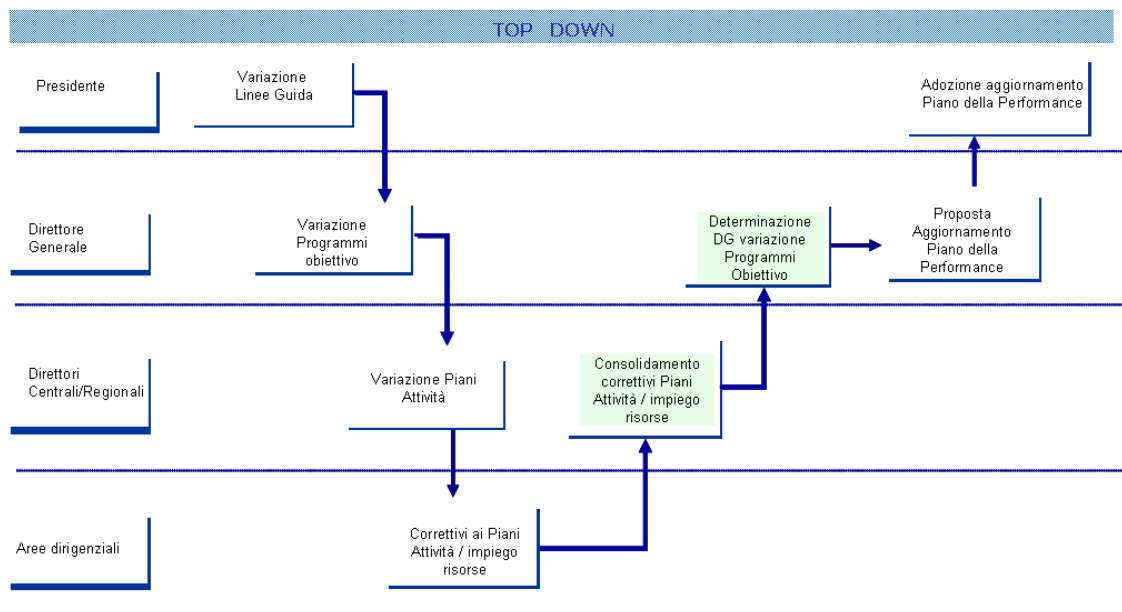 TOP DOWN
Presidente
Variazione
Linee Guida
Adozione aggiornamento
Piano della Performance
Direttore
Generale
Variazione
Programmi
obiettivo
Determinazione
DG variazione
Programmi
Obiettivo
Proposta
Aggiornamento
Piano della
Performance
Direttori
Centrali/Regionali
Variazione Piani
Attività
Consolidamento
correttivi Piani
Attività / impiego
risorse
Aree dirigenziali
Correttivi ai Piani
Attività / impiego
risorse